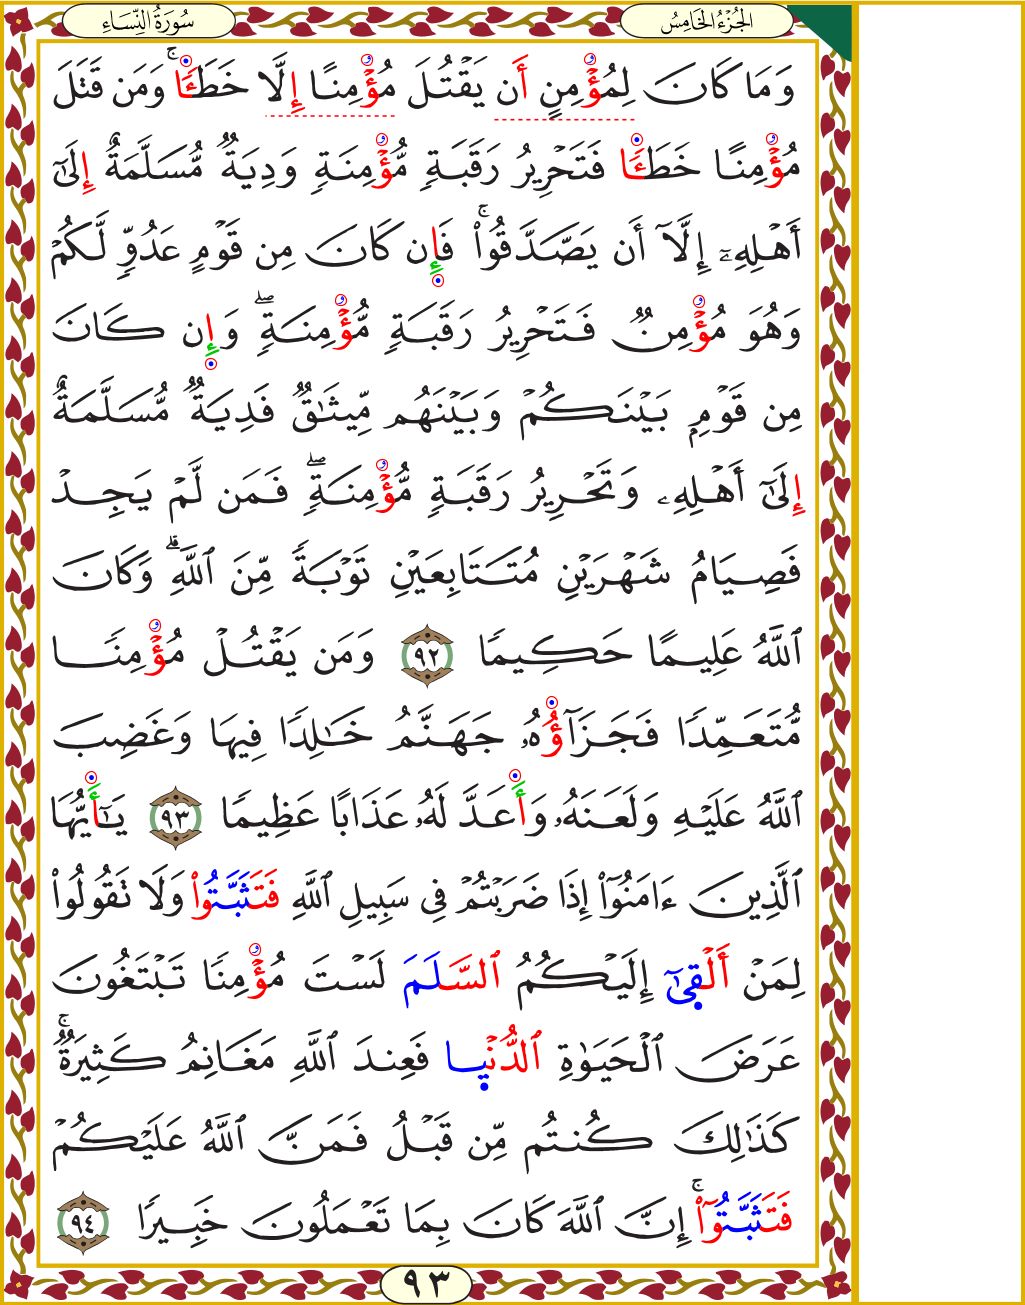 الجُزْءُ الخَامِسُ
سُورَةُ النِّسَاءِ
وَمَا كَانَ لِمُؤْمِنٍ أَن يَقْتُلَ مُؤْمِنًا إِلَّا خَطَـًٔا ۚ وَمَن قَتَلَ
مُؤْمِنًا خَطَـًٔا فَتَحْرِيرُ رَقَبَةٍ مُّؤْمِنَةٍ وَدِيَةٌ مُّسَلَّمَةٌ إِلَىٰٓ
أَهْلِهِۦٓ إِلَّآ أَن يَصَّدَّقُوا۟ ۚ فَإِن كَانَ مِن قَوْمٍ عَدُوٍّ لَّكُمْ
وَهُوَ مُؤْمِنٌ فَتَحْرِيرُ رَقَبَةٍ مُّؤْمِنَةٍ ۖ وَإِن كَانَ
مِن قَوْمٍۭ بَيْنَكُمْ وَبَيْنَهُم مِّيثَٰقٌ فَدِيَةٌ مُّسَلَّمَةٌ
إِلَىٰٓ أَهْلِهِۦ وَتَحْرِيرُ رَقَبَةٍ مُّؤْمِنَةٍ ۖ فَمَن لَّمْ يَجِدْ
فَصِيَامُ شَهْرَيْنِ مُتَتَابِعَيْنِ تَوْبَةً مِّنَ ٱللَّهِ ۗ وَكَانَ
ٱللَّهُ عَلِيمًا حَكِيمًا ٩٢ وَمَن يَقْتُلْ مُؤْمِنًا
مُّتَعَمِّدًا فَجَزَآؤُهُۥ جَهَنَّمُ خَٰلِدًا فِيهَا وَغَضِبَ
ٱللَّهُ عَلَيْهِ وَلَعَنَهُۥ وَأَعَدَّ لَهُۥ عَذَابًا عَظِيمًا ٩٣ يَٰٓأَيُّهَا
ٱلَّذِينَ ءَامَنُوٓا۟ إِذَا ضَرَبْتُمْ فِى سَبِيلِ ٱللَّهِ فَتَثَبَّتُوا۟ وَلَا تَقُولُوا۟
لِمَنْ أَلْقَىٰٓ إِلَيْكُمُ ٱلسَّلَمَ لَسْتَ مُؤْمِنًا تَبْتَغُونَ
عَرَضَ ٱلْحَيَوٰةِ ٱلدُّنْيَا فَعِندَ ٱللَّهِ مَغَانِمُ كَثِيرَةٌ ۚ
كَذَٰلِكَ كُنتُم مِّن قَبْلُ فَمَنَّ ٱللَّهُ عَلَيْكُمْ
فَتَثَبَّتُوٓا۟ ۚ إِنَّ ٱللَّهَ كَانَ بِمَا تَعْمَلُونَ خَبِيرًا ٩٤
٩٣